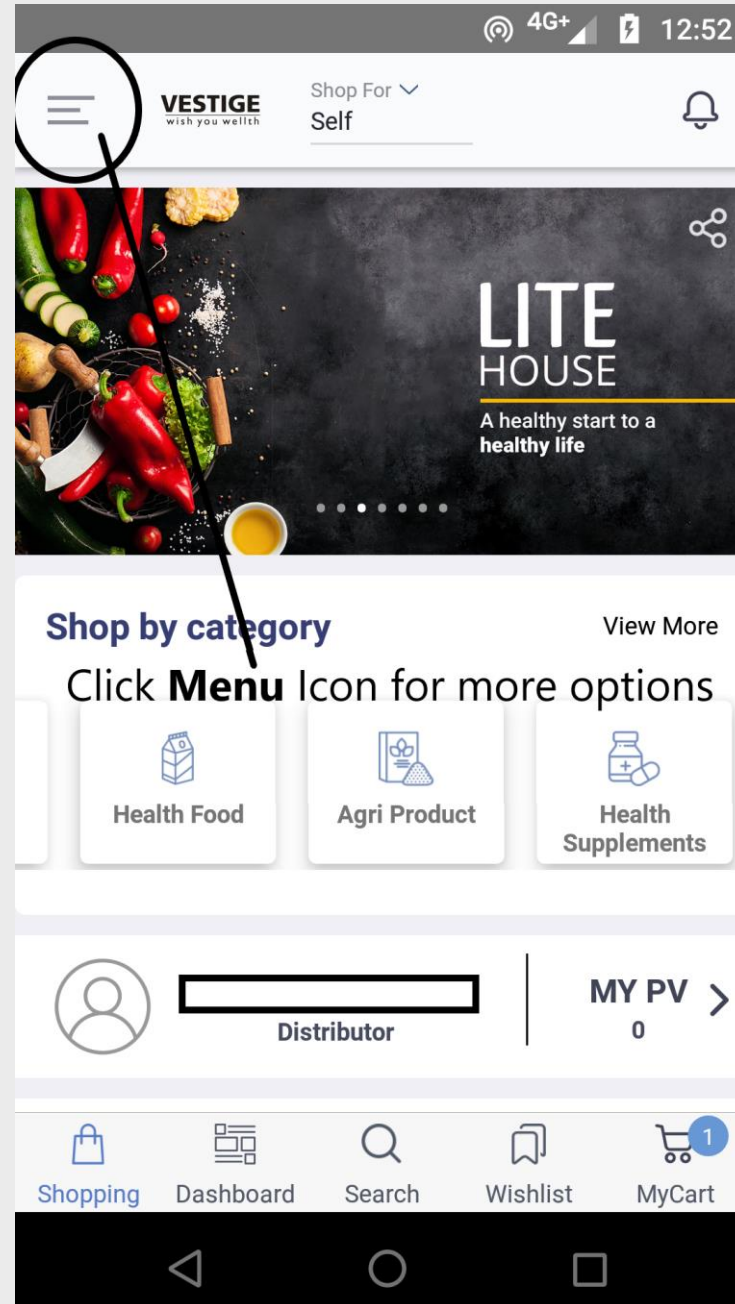 4G+ 12:52
VESTIGE
wish you wellth
Shop For
Self
LITE
HOUSE
A healthy start to a
healthy life
Shop by category View More
Click Menu Icon for more options
Health Food
Agri Product
Health
Supplements
Distributor
MY PV
0
1
Shopping Dashboard Search Wishlist MyCart